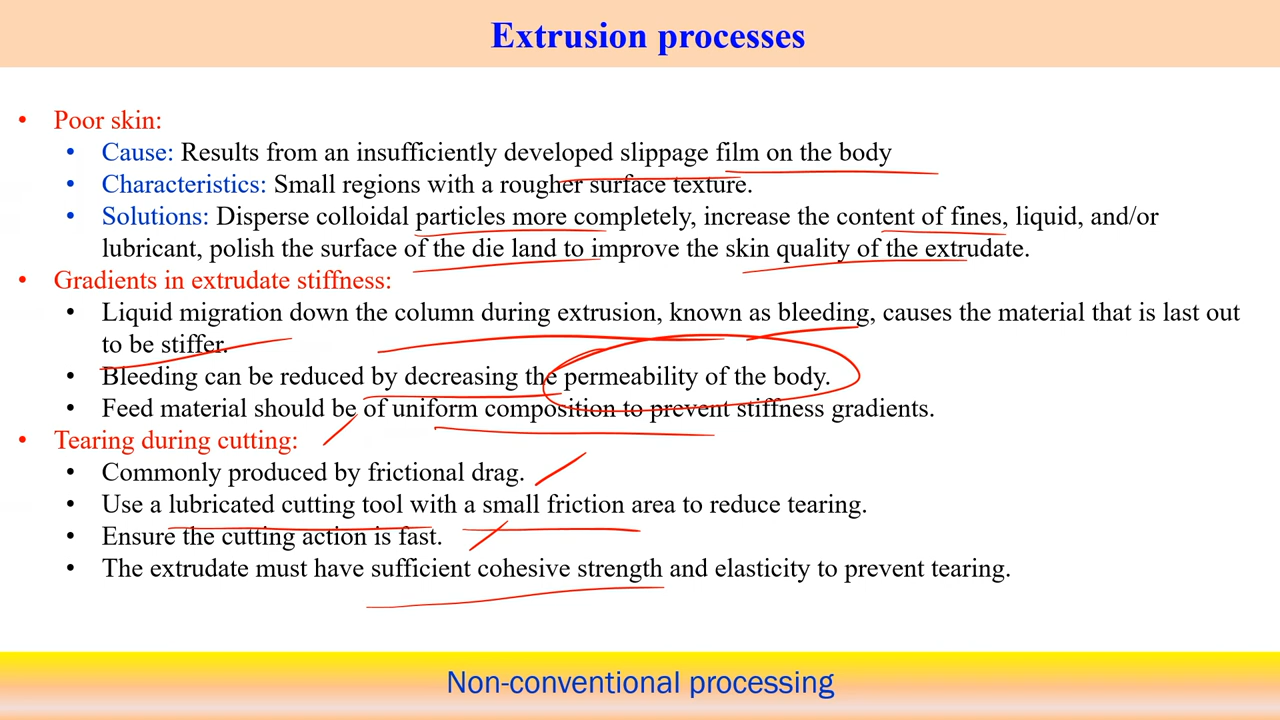 Extrusion processes
• Poor skin:
• Cause: Results from an insufficiently developed slippage film on the body
• Characteristics: Small regions with a rougher surface texture.
• Solutions: Disperse colloidal particles more completely, increase the content of fines, liquid, and/or
lubricant, polish the surface of the die land to improve the skin quality of the extrudate.
• Gradients in extrudate stiffness:
• Liquid migration down the column during extrusion, known as bleeding, causes the material that is last out
to be stiffer.
• Bleeding can be reduced by decreasing the permeability of the body.
• Feed material should be of uniform composition to prevent stiffness gradients.
• Tearing during cutting:
• Commonly produced by frictional drag.
• Use a lubricated cutting tool with a small friction area to reduce tearing.
• Ensure the cutting action is fast.
• The extrudate must have sufficient cohesive strength and elasticity to prevent tearing.
Non-conventional processing